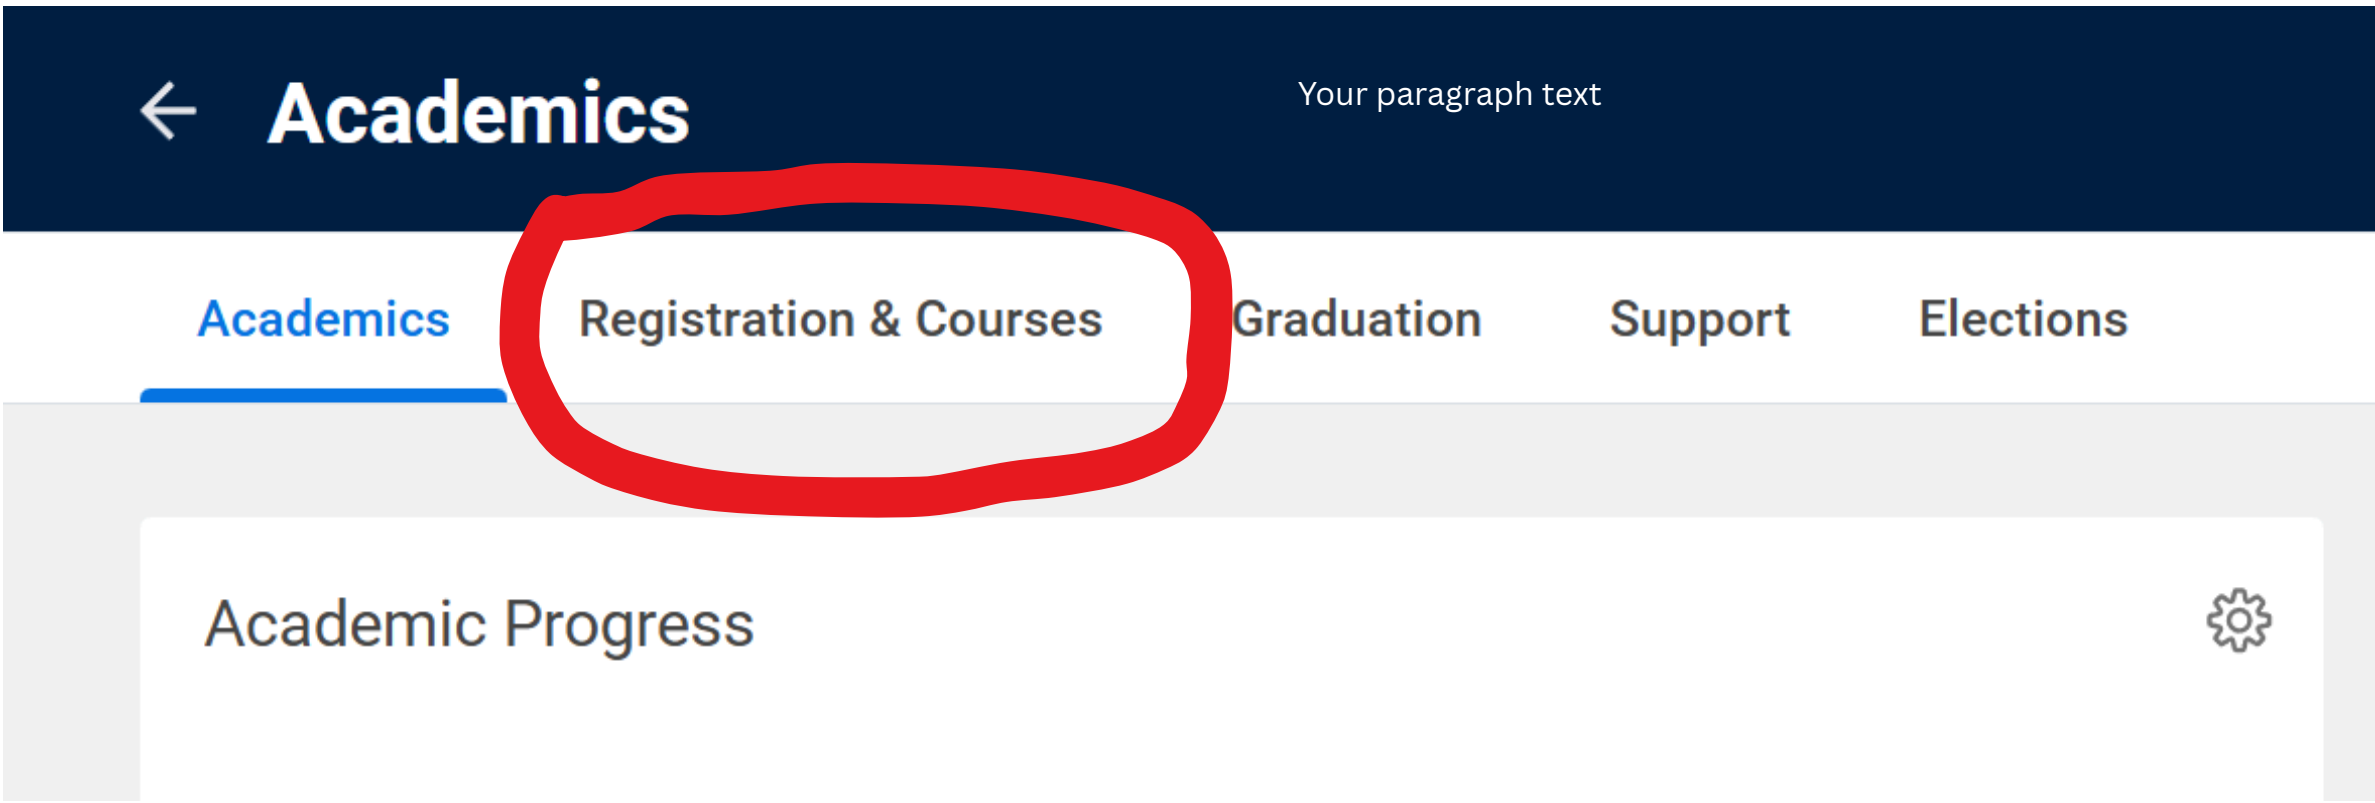 Academics
Your paragraph text
Academics
Registration & Courses
Graduation
Support
Elections
Academic Progress